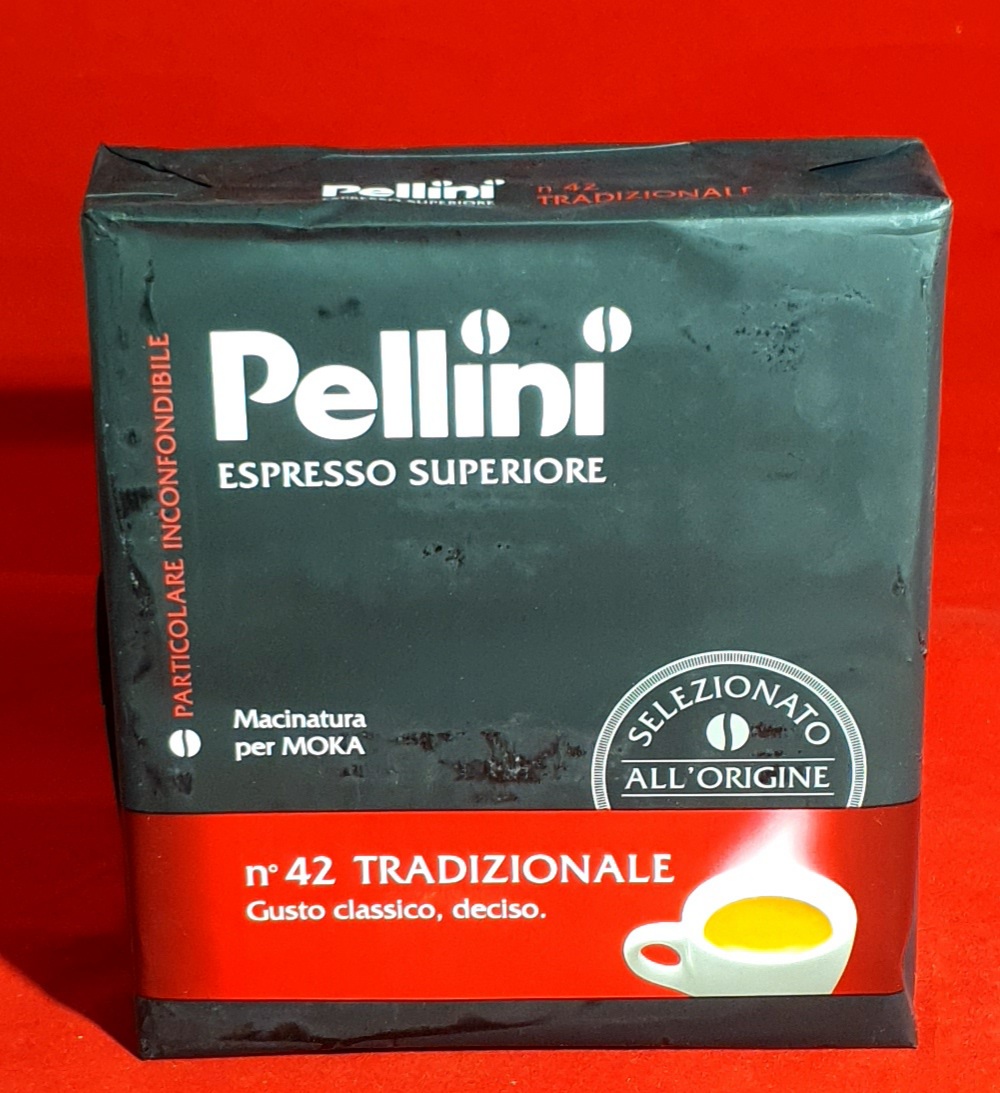 Pellini
ESPRESSO SUPERIORE
n. 42
TRADIZIONALE
PARTICOLARE INCONFONDIBILE
Pellini
ESPRESSO SUPERIORE
Macinatura
per MOKA
SELEZIONATO
ALL'ORIGINE
n° 42 TRADIZIONALE
Gusto classico, deciso.